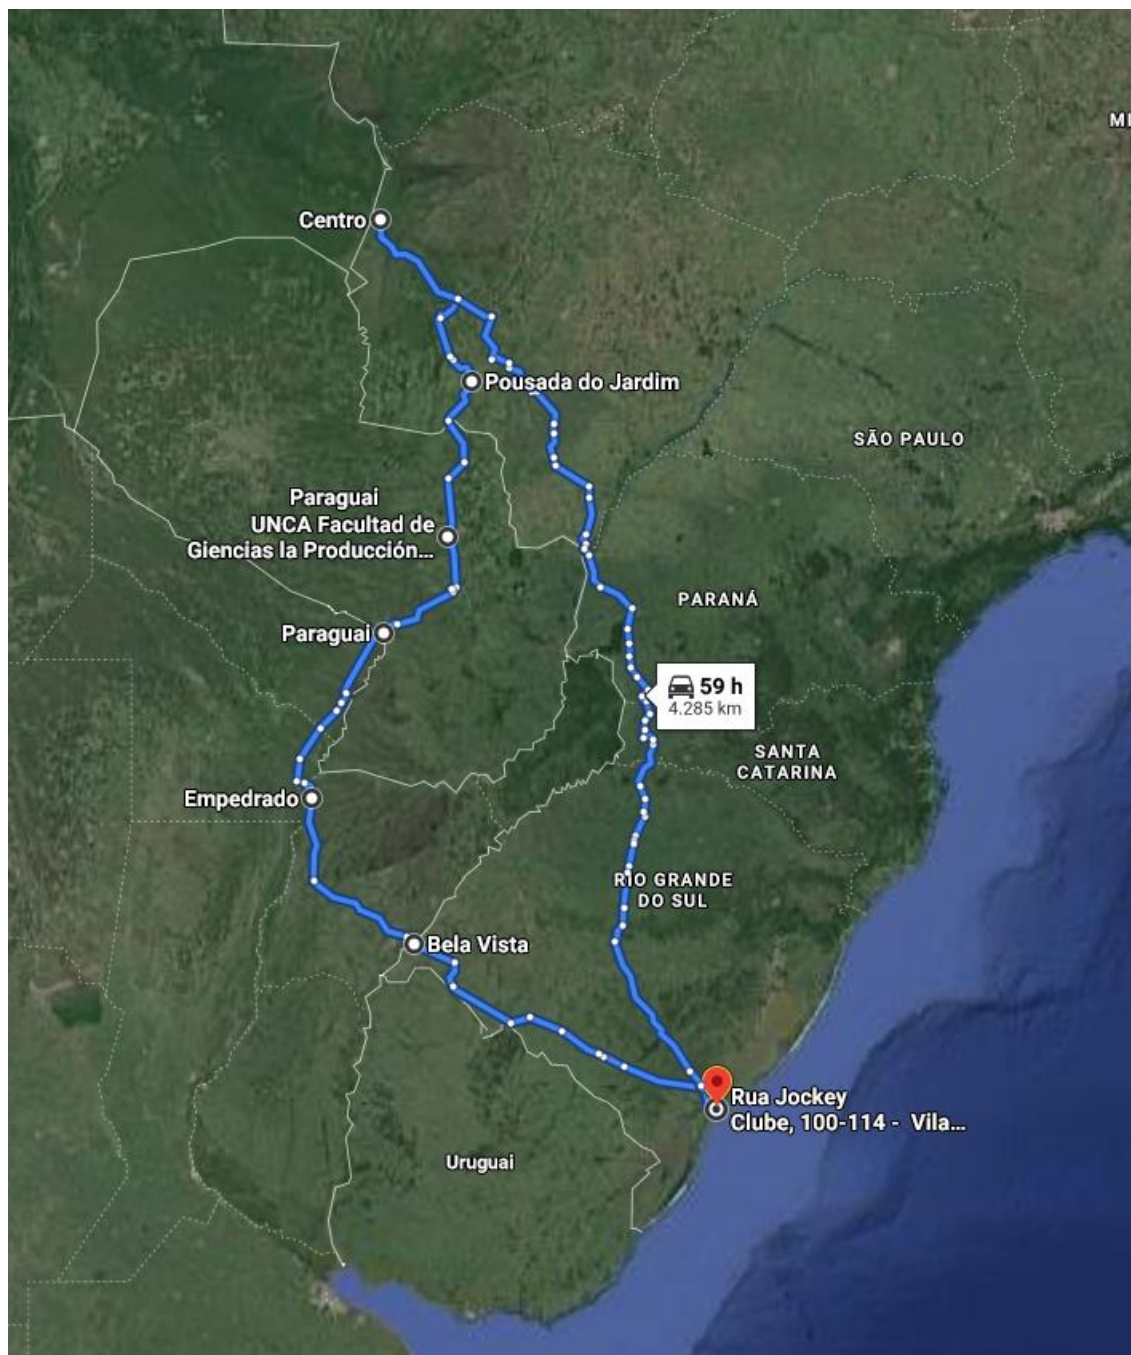 MI
Centro
Pousada do Jardim
SÃO PAULO
Paraguai
UNCA Facultad de
Giencias la Producción...
PARANÁ
Paraguai
59 h
4.285 km
SANTA
CATARINA
Empedrado
RIO GRANDE
DO SUL
Bela Vista
Rua Jockey
Clube, 100-114 - Vila...
Uruguai